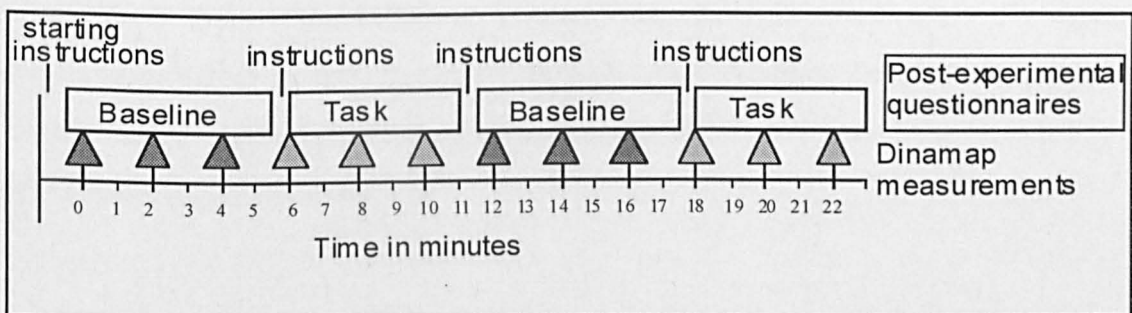 starting
instructions
instructions
instructions
instructions
Post-experimental
questionnaires
Baseline
Task
Baseline
Task
Dinamap
measurements
0 1 2 3 4 5 6 7 8 9 10 11 12 13 14 15 16 17 18 19 20 21 22
Time in minutes